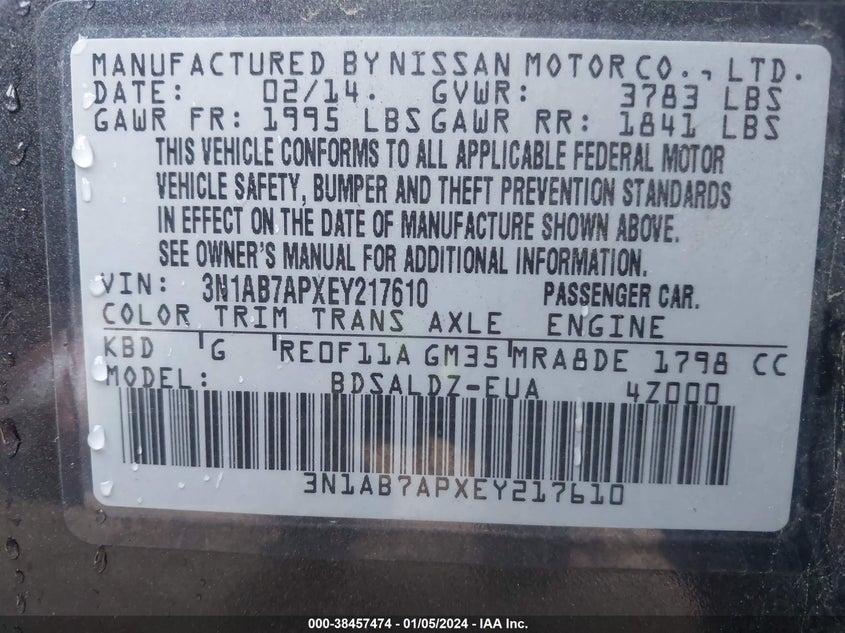 MANUFACTURED BY NISSAN MOTOR CO., LTD.
DATE: 02/14. GVWR: 3783 LBS
GAWR FR: 1995 LBS GAWR RR: 1841 LBS
THIS VEHICLE CONFORMS TO ALL APPLICABLE FEDERAL MOTOR
VEHICLE SAFETY, BUMPER AND THEFT PREVENTION STANDARDS
IN EFFECT ON THE DATE OF MANUFACTURE SHOWN ABOVE.
SEE OWNER'S MANUAL FOR ADDITIONAL INFORMATION.
VIN: 3N1AB7APXEY217610 PASSENGER CAR.
COLOR TRIM TRANS AXLE ENGINE
KBD G RE0F11A GM35 MRA8DE 1798 CC
MODEL: BDSALDZ-EUA 4Z000
3N1AB7APXEY217610
000-38457474 - 01/05/2024 - IAA Inc.